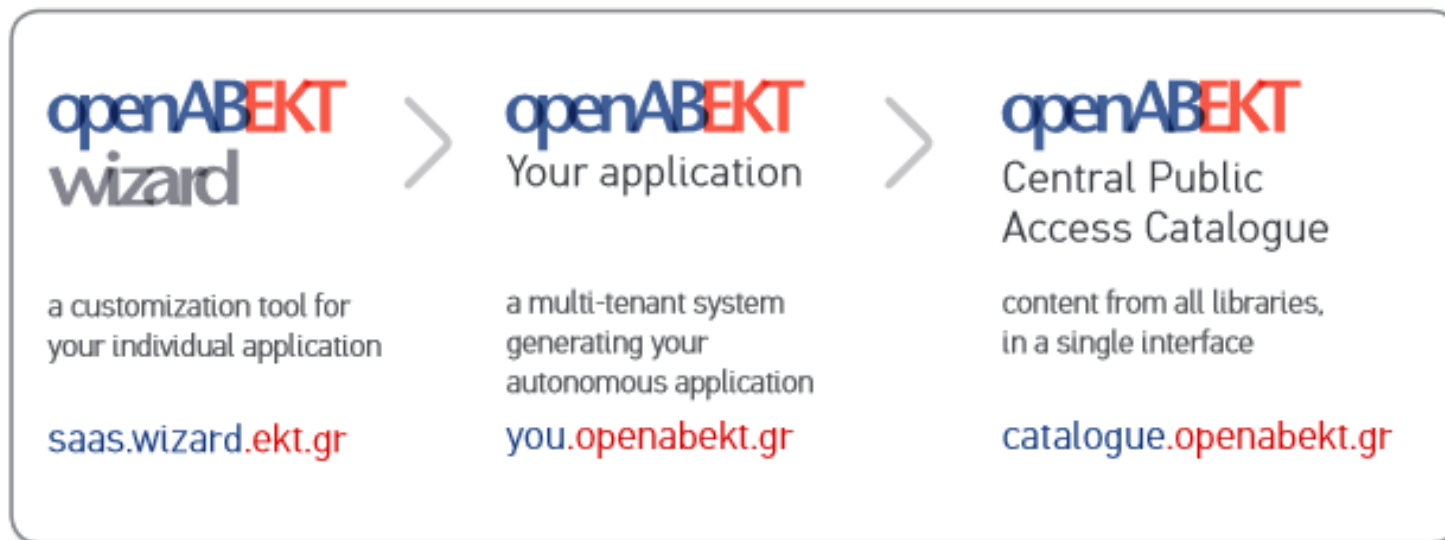 openABEKT
wizard
a customization tool for
your individual application
saas.wizard.ekt.gr
openABEKT
Your application
a multi-tenant system
generating your
autonomous application
you.openabekt.gr
openABEKT
Central Public
Access Catalogue
content from all libraries,
in a single interface
catalogue.openabekt.gr